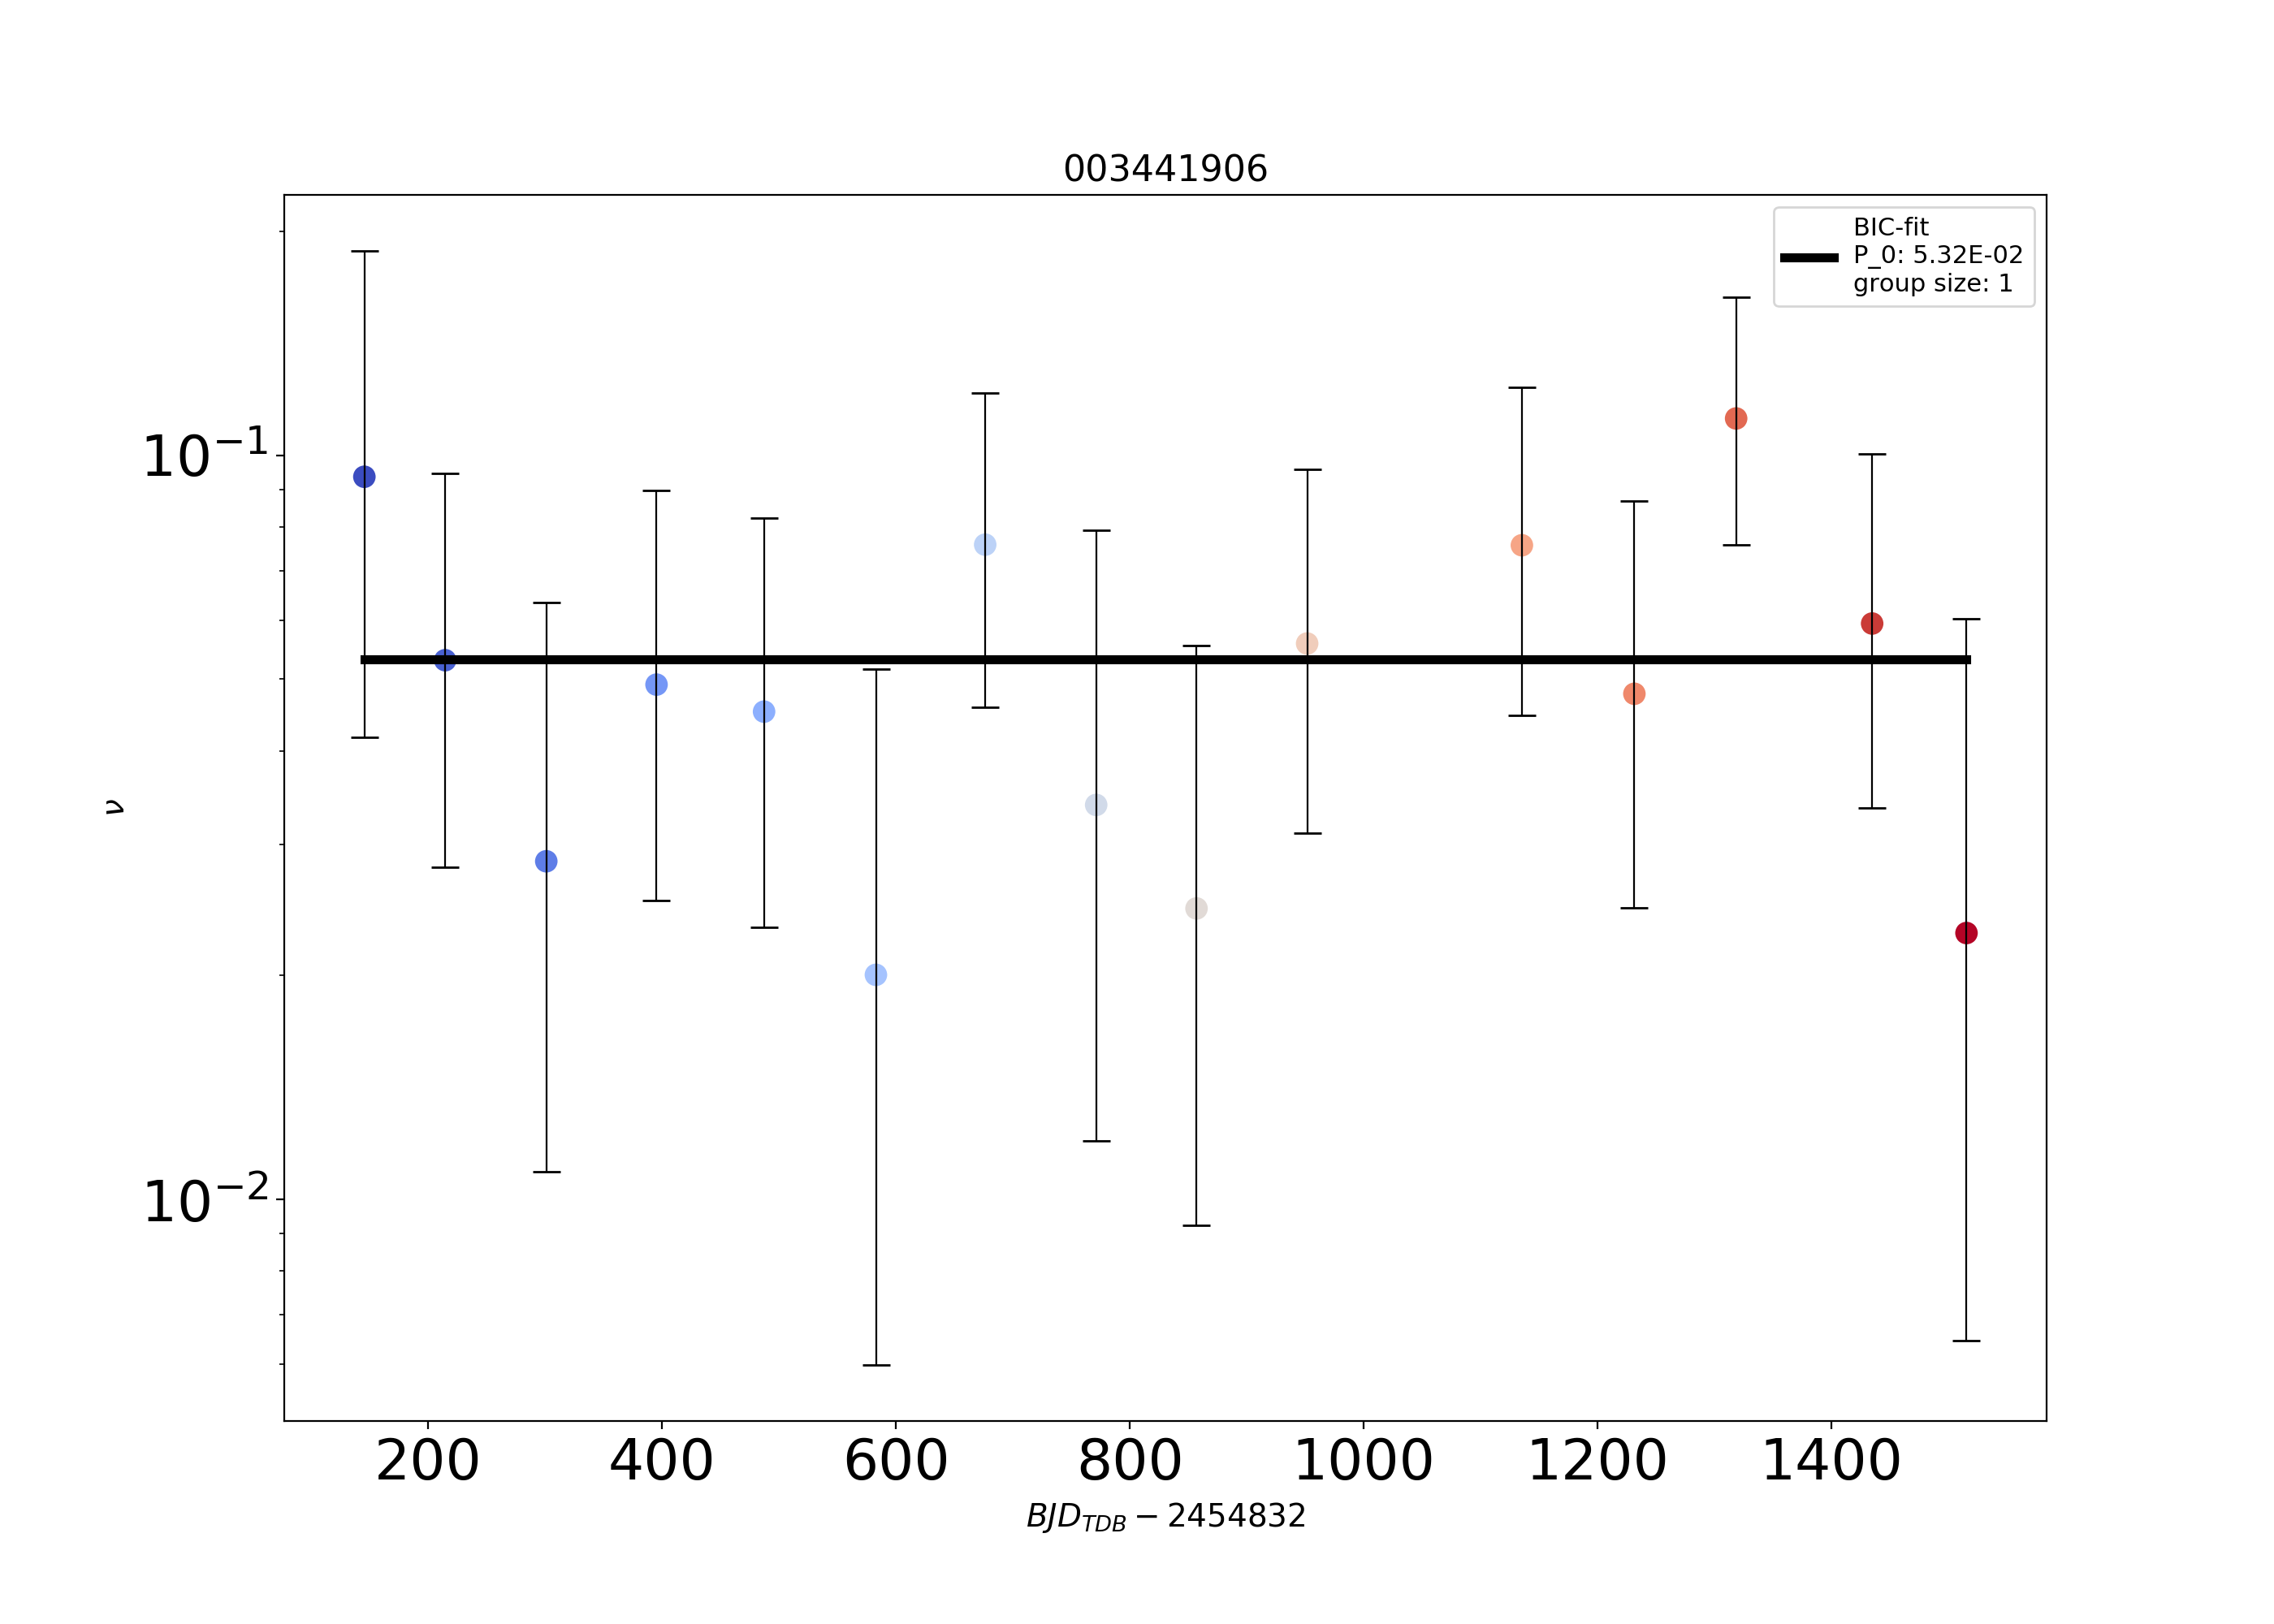 003441906
BIC-fit
P_0: 5.32E-02
group size: 1
10⁻¹
10⁻²
ν
200 400 600 800 1000 1200 1400
BJD_TDB − 2454832